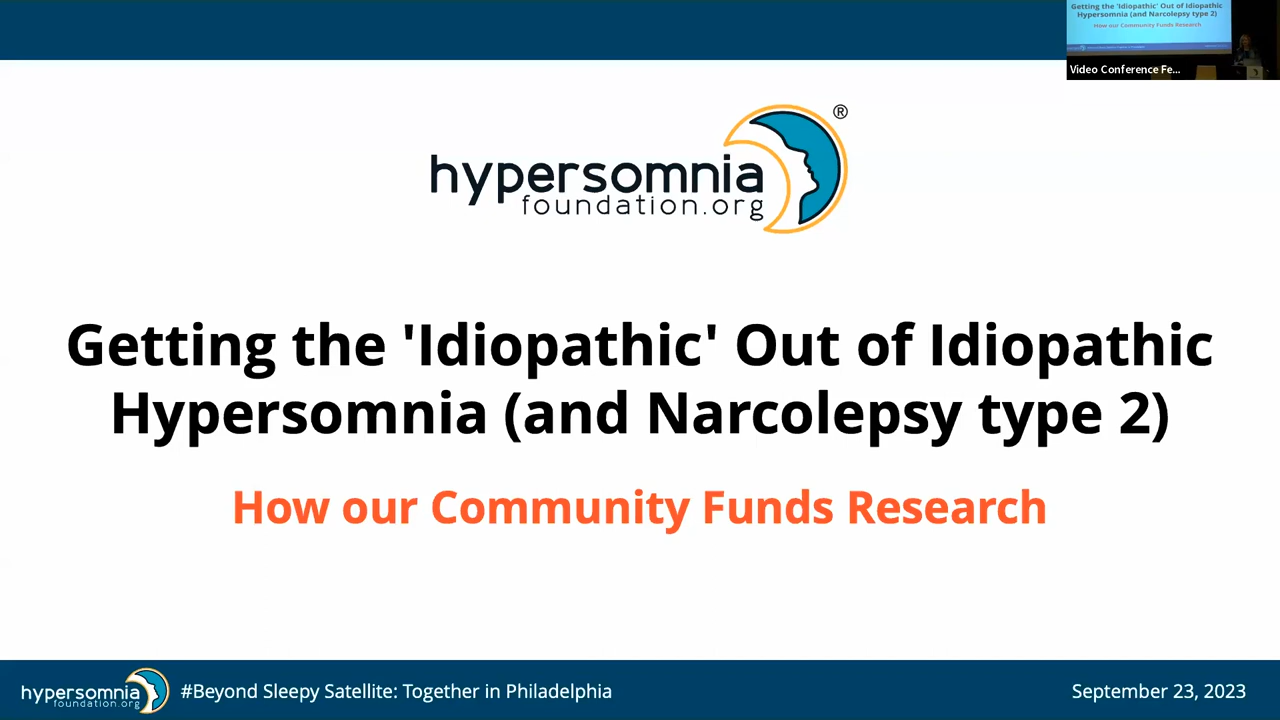 Getting the 'Idiopathic' Out of Idiopathic
Hypersomnia (and Narcolepsy type 2)
How our Community Funds Research
Video Conference Fe...
hypersomnia
foundation.org
®
Getting the 'Idiopathic' Out of Idiopathic
Hypersomnia (and Narcolepsy type 2)
How our Community Funds Research
hypersomnia
foundation.org
#Beyond Sleepy Satellite: Together in Philadelphia
September 23, 2023